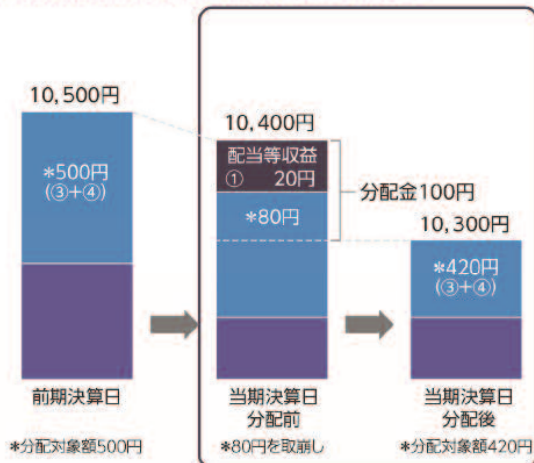 10,500円
*500円
(③+④)
前期決算日
*分配対象額500円
10,400円
配当等収益
① 20円
*80円
分配金100円
当期決算日
分配前
*80円を取崩し
10,300円
*420円
(③+④)
当期決算日
分配後
*分配対象額420円